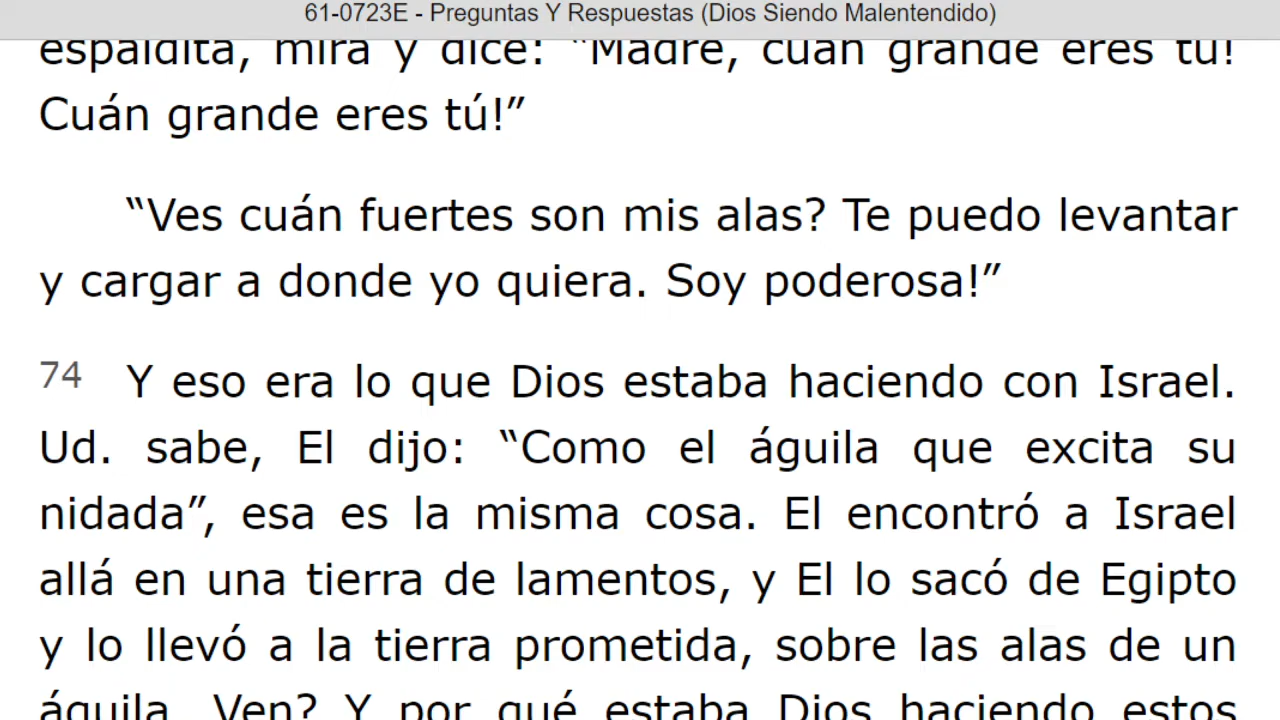 61-0723E - Preguntas Y Respuestas (Dios Siendo Malentendido)
espaldita, mira y dice: “Madre, cuán grande eres tú!
Cuán grande eres tú!”
“Ves cuán fuertes son mis alas? Te puedo levantar
y cargar a donde yo quiera. Soy poderosa!”
74 Y eso era lo que Dios estaba haciendo con Israel.
Ud. sabe, El dijo: “Como el águila que excita su
nidada”, esa es la misma cosa. El encontró a Israel
allá en una tierra de lamentos, y El lo sacó de Egipto
y lo llevó a la tierra prometida, sobre las alas de un
águila. Ven? Y por qué estaba Dios haciendo estos